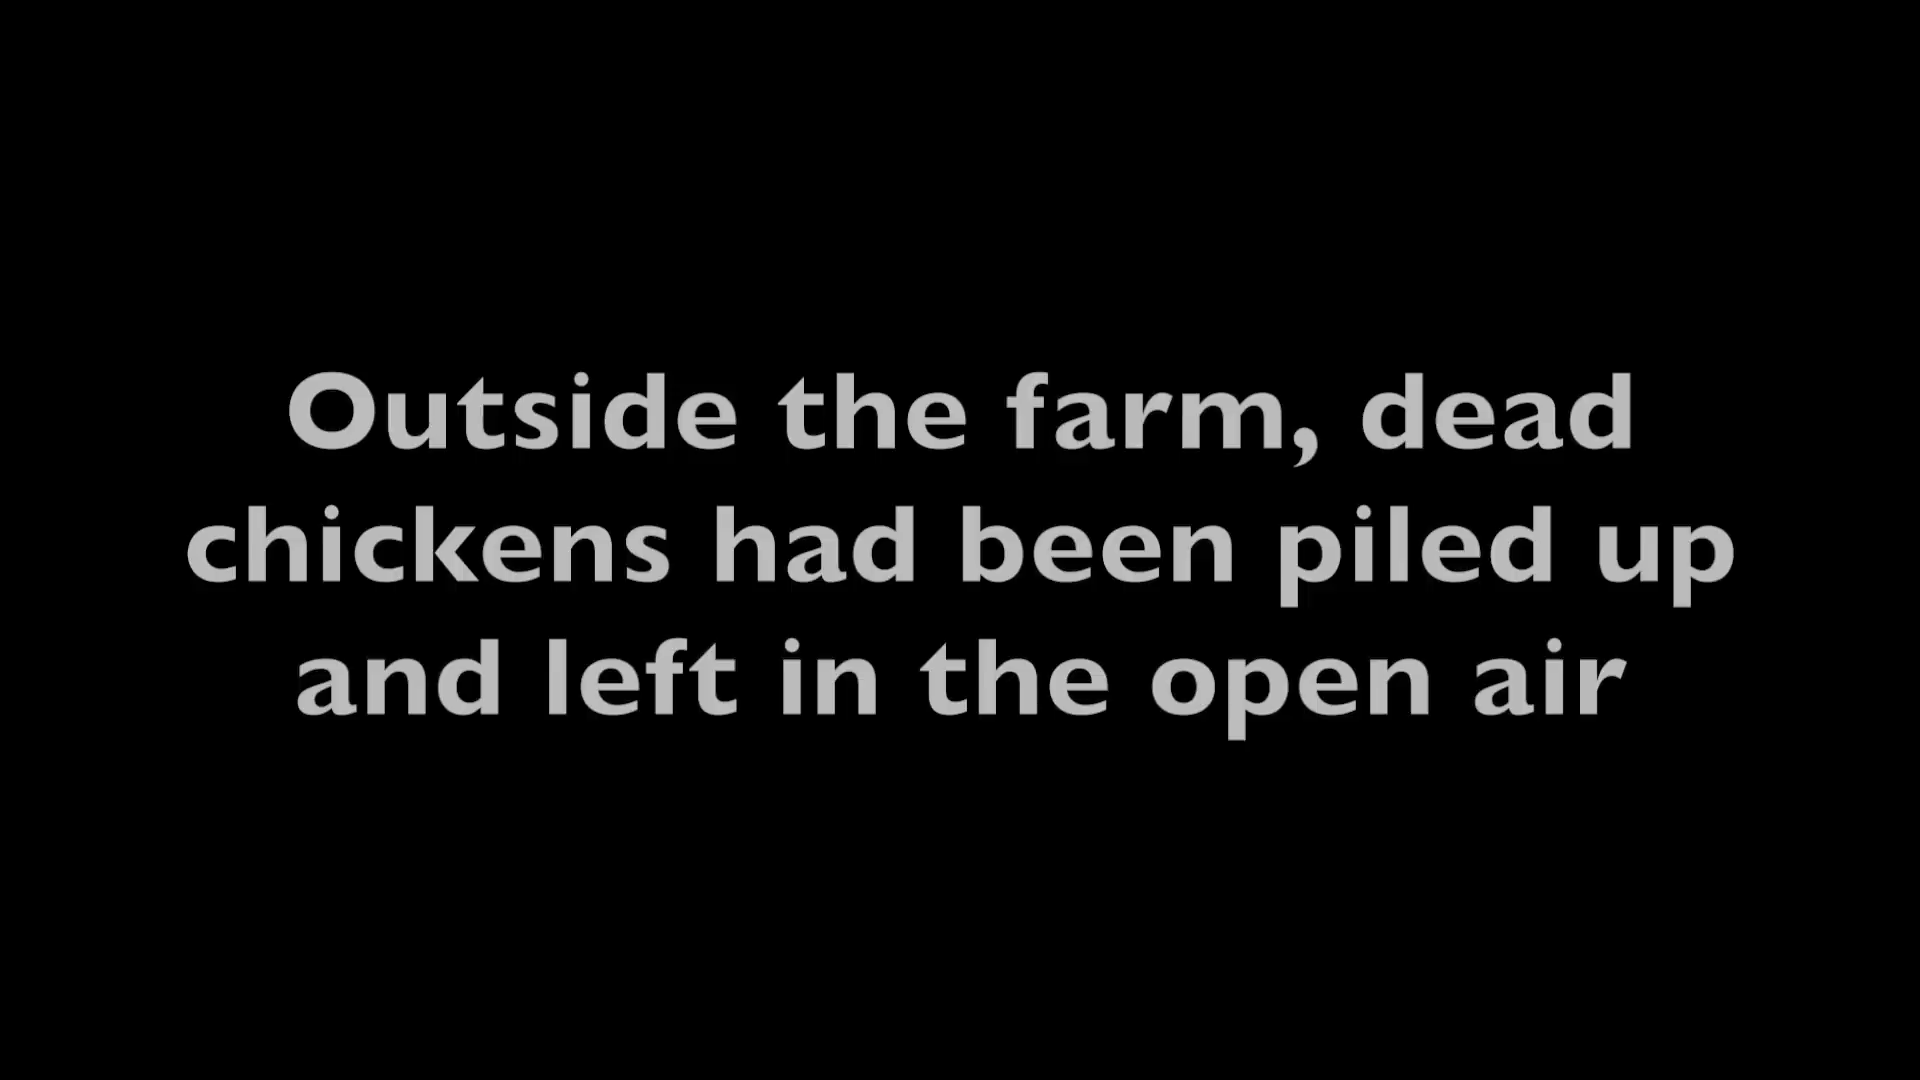 Outside the farm, dead
chickens had been piled up
and left in the open air